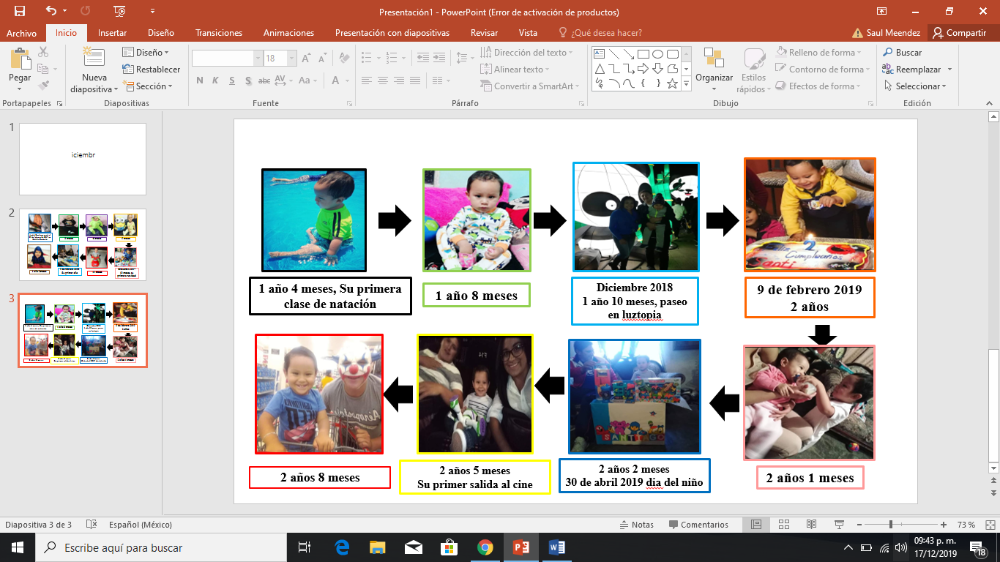 Presentación1 - PowerPoint (Error de activación de productos)
Archivo Inicio Insertar Diseño Transiciones Animaciones Presentación con diapositivas Revisar Vista ¿Qué desea hacer? Saul Meendez Compartir
Pegar
Nueva diapositiva
Diseño
Restablecer
Sección
18
N K S S abc AV Aa A
Dirección del texto
Alinear texto
Convertir a SmartArt
Organizar
Estilos rápidos
Relleno de forma
Contorno de forma
Efectos de forma
Buscar
Reemplazar
Seleccionar
Portapapeles Diapositivas Fuente Párrafo Dibujo Edición
1
iciembr
2
3
1 año 4 meses, Su primera
clase de natación
1 año 8 meses
Diciembre 2018
1 año 10 meses, paseo
en luztopia
2
Feliz
Cumpleaños
Santi
9 de febrero 2019
2 años
2 años 8 meses
2 años 5 meses
Su primer salida al cine
SANTIAGO
2 años 2 meses
30 de abril 2019 dia del niño
2 años 1 meses
Diapositiva 3 de 3 Español (México) Notas Comentarios 73 %
Escribe aquí para buscar
09:43 p. m.
17/12/2019
18